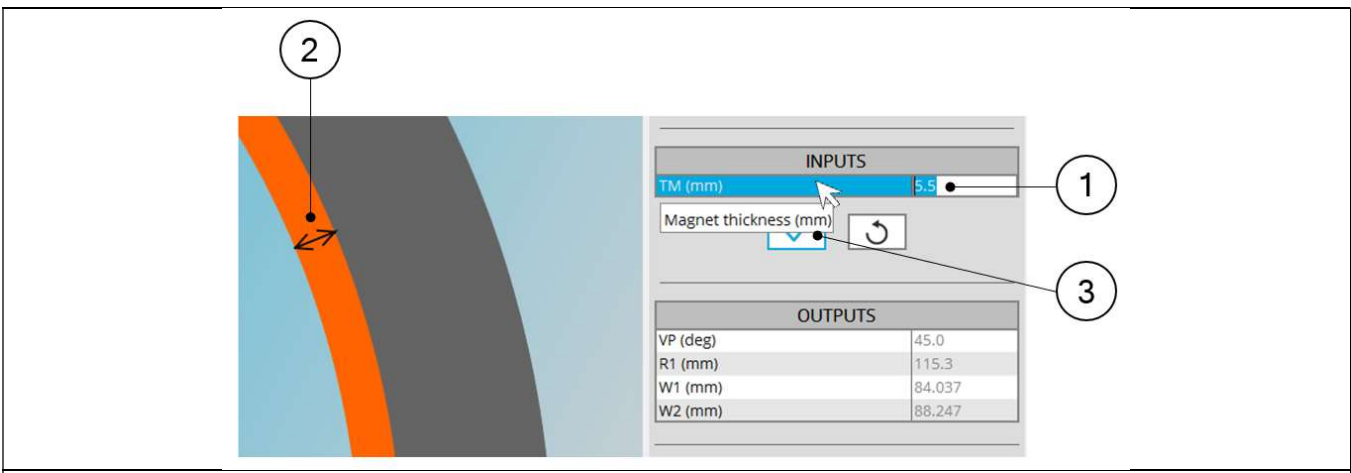 2
INPUTS
TM (mm) 5.5
1
Magnet thickness (mm)
3
OUTPUTS
VP (deg) 45.0
R1 (mm) 115.3
W1 (mm) 84.037
W2 (mm) 88.247